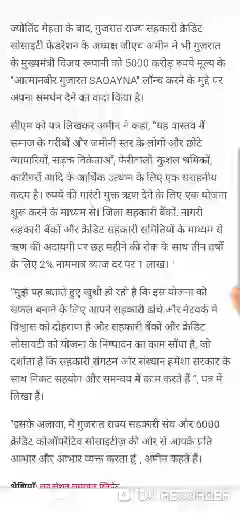 ज्योतिंद्र मेहता के बाद, गुजरात राज्य सहकारी क्रेडिट
सोसाइटी फेडरेशन के अध्यक्ष जीएच अमीन ने भी गुजरात
के मुख्यमंत्री विजय रूपानी को 5000 करोड़ रुपये मूल्य के
"आत्मानबीर गुजारत SAOAYNA" लॉन्च करने के मुद्दे पर
अपना समर्थन देने का वादा किया है।
सीएम को पत्र लिखकर अमीन ने कहा, "यह वास्तव में
समाज के गरीबों और जमीनी स्तर के लोगों और छोटे
व्यापारियों, सड़क विक्रेताओं, फेरीवालों, कुशल श्रमिकों,
कारीगरों आदि के आर्थिक उत्थान के लिए एक सराहनीय
कदम है। रुपये की गारंटी मुक्त ऋण देने के लिए एक योजना
शुरू करने के माध्यम से। जिला सहकारी बैंकों, नागरी
सहकारी बैंकों और क्रेडिट सहकारी समितियों के माध्यम से
ऋण की अदायगी पर छह महीने की रोक के साथ तीन वर्षों
के लिए 2% नाममात्र ब्याज दर पर 1 लाख। '
"मुझे यह बताते हुए खुशी हो रही है कि इस योजना को
सफल बनाने के लिए आपने सहकारी ढांचे और नेटवर्क में
विश्वास को दोहराया है और सहकारी बैंकों और क्रेडिट
सोसायटी को योजना के निष्पादन का काम सौंपा है, जो
दर्शाता है कि सहकारी संगठन और संस्थान हमेशा सरकार के
साथ निकट सहयोग और समन्वय में काम करते हैं ", पत्र में
लिखा है।
"इसके अलावा, मैं गुजरात राज्य सहकारी संघ और 6000
क्रेडिट कोऑपरेटिव सोसाइटीज की ओर से आपके प्रति
आभार और आभार व्यक्त करता हूं", अमीन कहते हैं।
श्रेणियाँ:
RECORDER